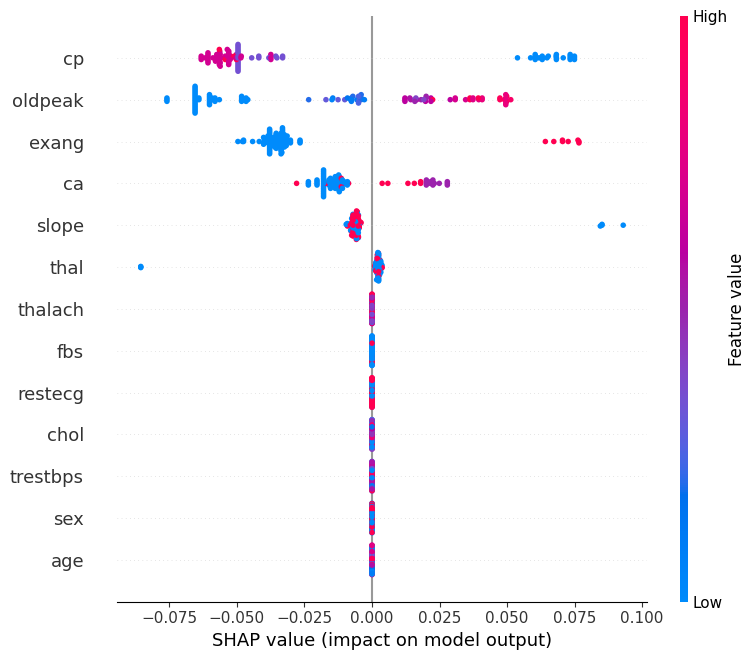 High
cp
oldpeak
exang
ca
slope
thal
thalach
fbs
restecg
chol
trestbps
sex
age
Feature value
Low
−0.075 −0.050 −0.025 0.000 0.025 0.050 0.075 0.100
SHAP value (impact on model output)